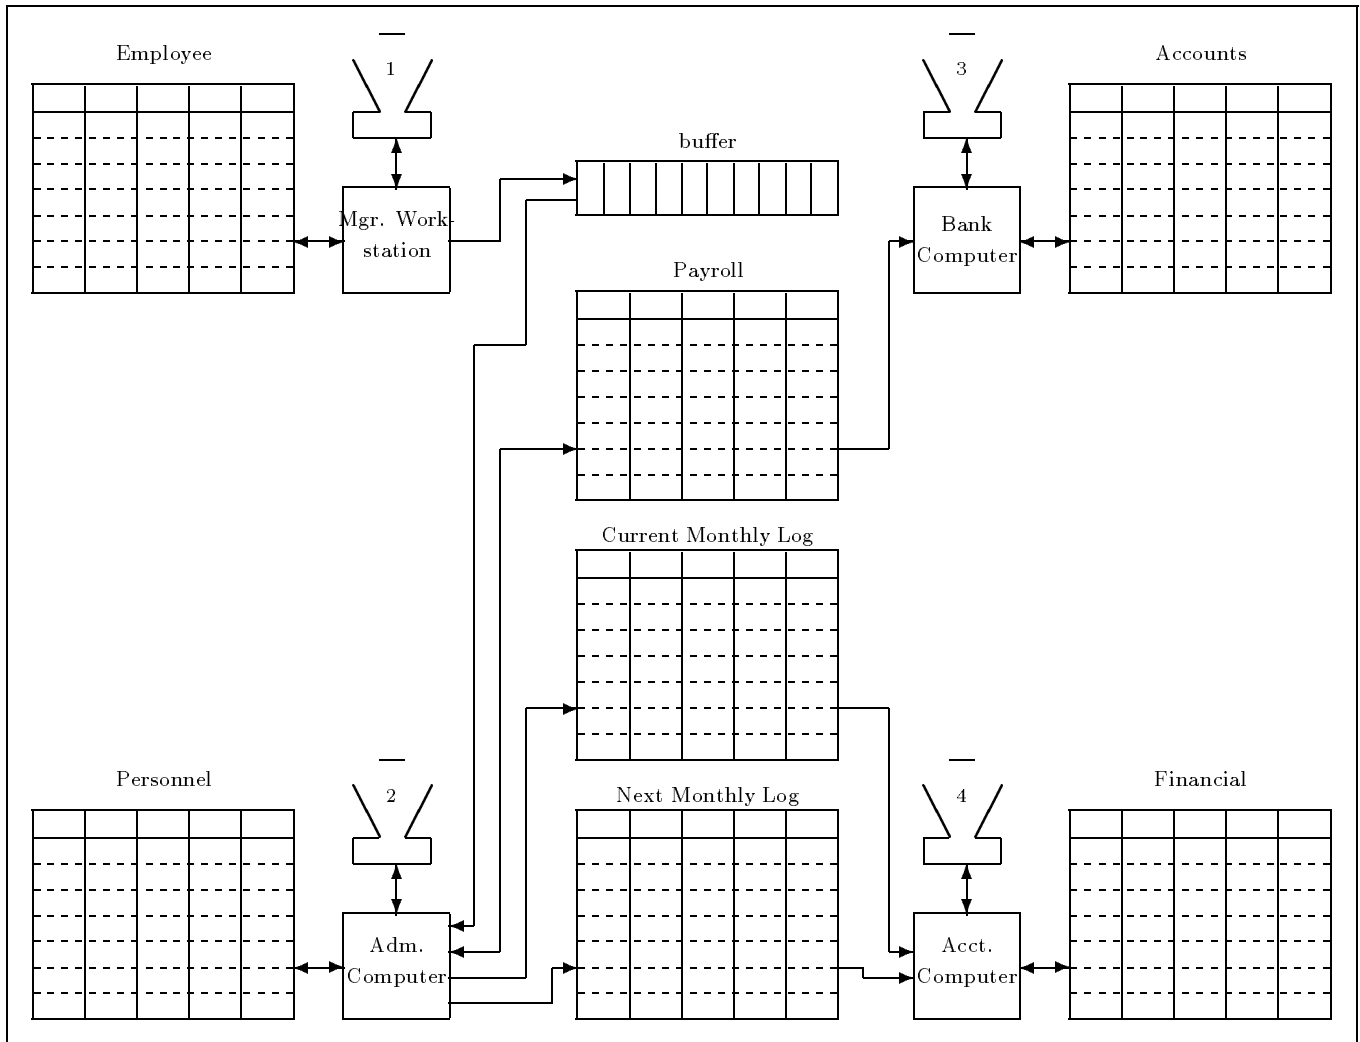 Employee
1
3
Accounts
buffer
Mgr. Work-
station
Bank
Computer
Payroll
Current Monthly Log
Personnel
2
Next Monthly Log
4
Financial
Adm.
Computer
Acct.
Computer